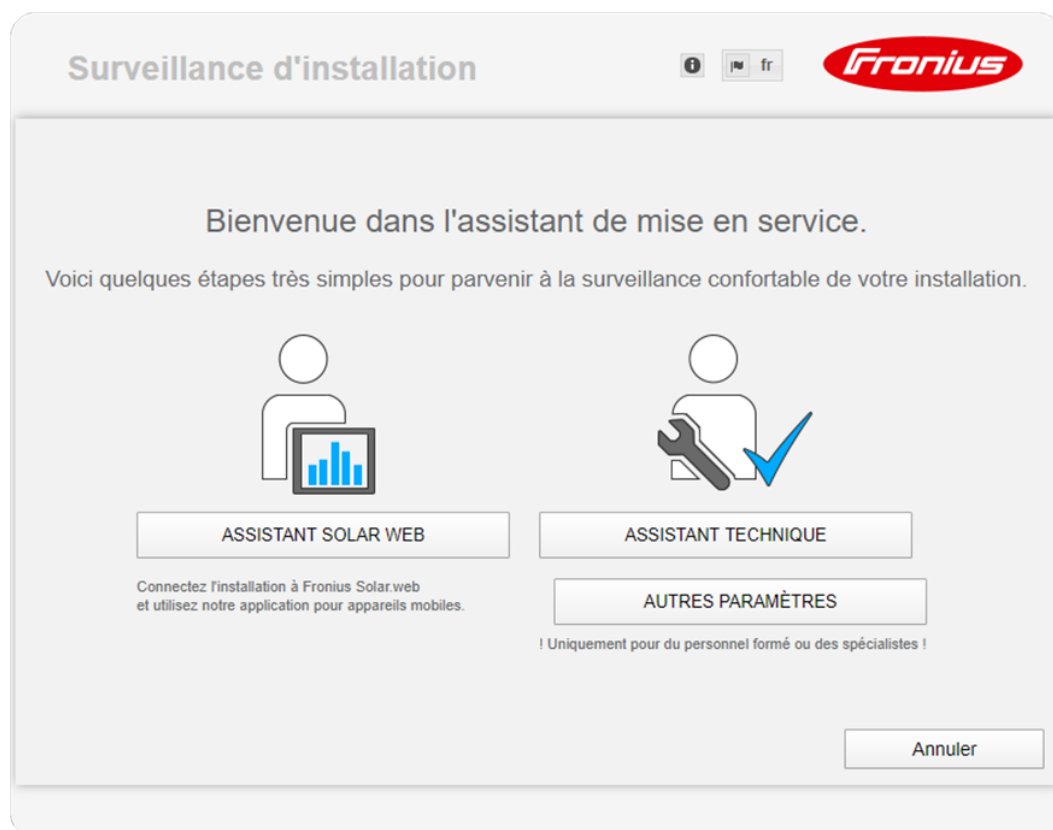 Surveillance d'installation
fr
Fronius
Bienvenue dans l'assistant de mise en service.
Voici quelques étapes très simples pour parvenir à la surveillance confortable de votre installation.
ASSISTANT SOLAR WEB
ASSISTANT TECHNIQUE
Connectez l'installation à Fronius Solar.web
et utilisez notre application pour appareils mobiles.
AUTRES PARAMÈTRES
! Uniquement pour du personnel formé ou des spécialistes !
Annuler